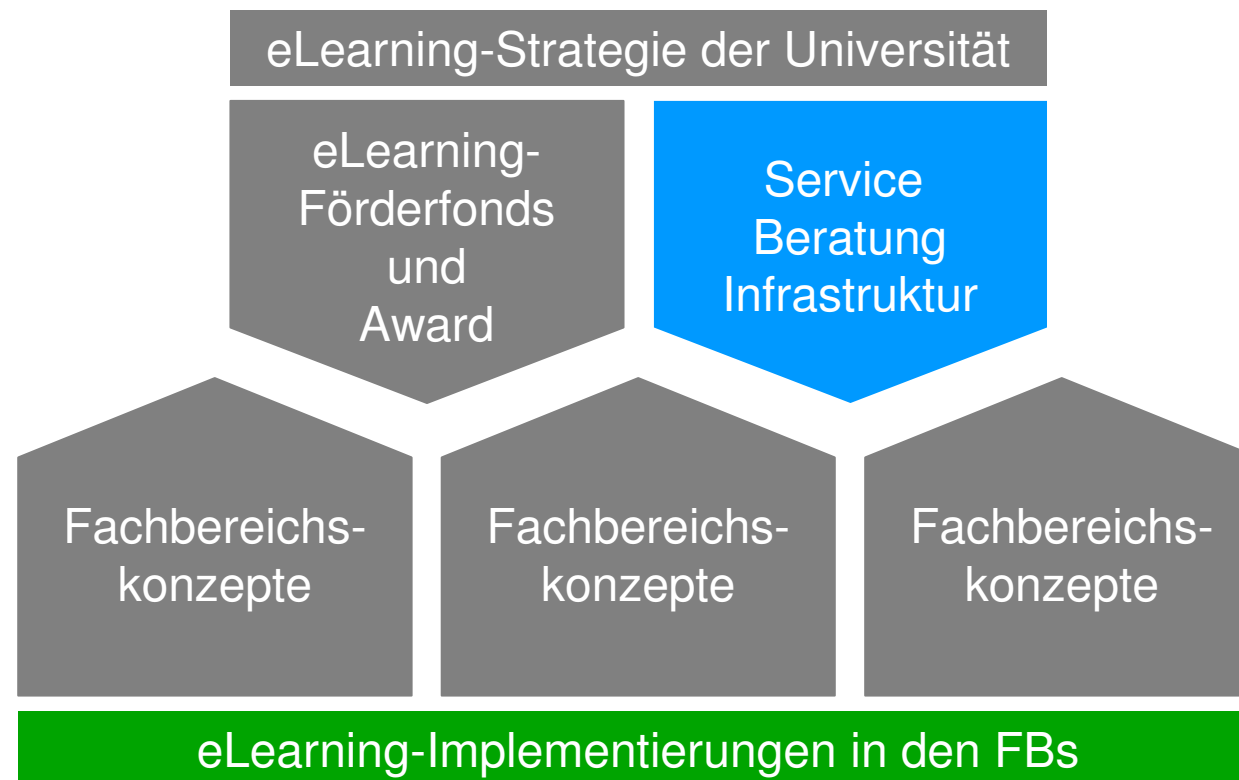 eLearning-Strategie der Universität
eLearning-
Förderfonds
und
Award
Service
Beratung
Infrastruktur
Fachbereichs-
konzepte
Fachbereichs-
konzepte
Fachbereichs-
konzepte
eLearning-Implementierungen in den FBs